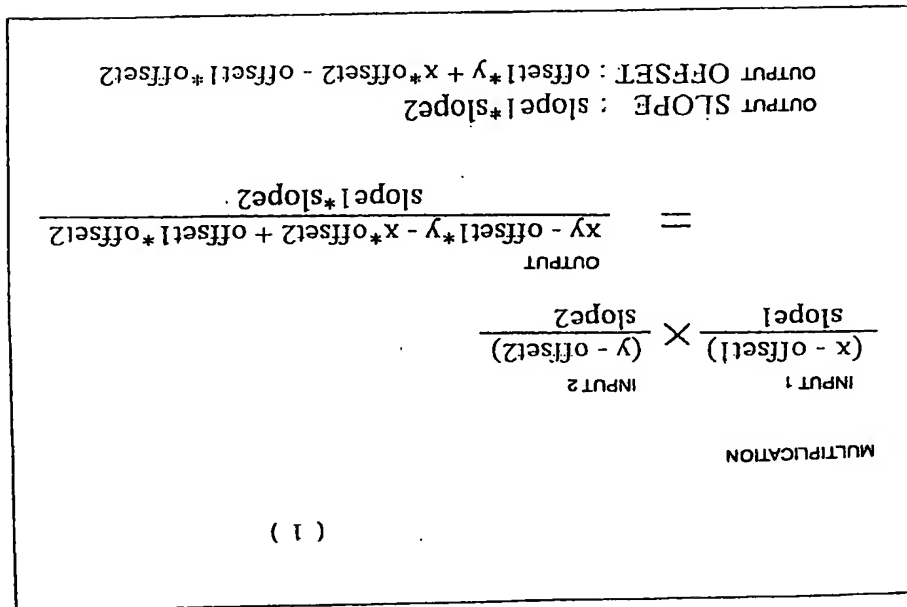 ( 1 )
MULTIPLICATION
INPUT 1 INPUT 2
(x - offset1) (y - offset2)
×
slope1 slope2
OUTPUT
xy - offset1*y - x*offset2 + offset1*offset2
=
slope1*slope2
OUTPUT SLOPE : slope1*slope2
OUTPUT OFFSET : offset1*y + x*offset2 - offset1*offset2